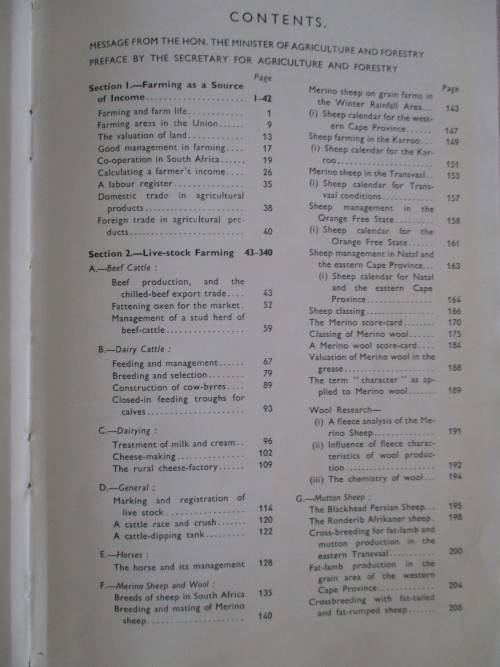 CONTENTS,
MESSAGE FROM THE HON. THE MINISTER OF AGRICULTURE AND FORESTRY
PREFACE BY THE SECRETARY FOR AGRICULTURE AND FORESTRY
Page
Section 1.—Farming as a Source
of Income...................... 1-42
Farming and farm life............ 1
Farming areas in the Union...... 9
The valuation of land............ 13
Good management in farming.... 17
Co-operation in South Africa...... 19
Calculating a farmer's income.... 26
A labour register................ 35
Domestic trade in agricultural
products...................... 38
Foreign trade in agricultural pro-
ducts......................... 40
Section 2.—Live-stock Farming 43-340
A.—Beef Cattle :
Beef production, and the
chilled-beef export trade.... 43
Fattening oxen for the market. 52
Management of a stud herd of
beef-cattle.................. 59
B.—Dairy Cattle :
Feeding and management...... 67
Breeding and selection........ 79
Construction of cow-byres.... 89
Closed-in feeding troughs for
calves...................... 93
C.—Dairying :
Treatment of milk and cream.. 96
Cheese-making................ 102
The rural cheese-factory...... 109
D.—General :
Marking and registration of
live stock.................. 114
A cattle race and crush....... 120
A cattle-dipping tank......... 122
E.—Horses :
The horse and its management 128
F.—Merino Sheep and Wool :
Breeds of sheep in South Africa 135
Breeding and mating of Merino
sheep...................... 140
Page
Merino sheep on grain farms in
the Winter Rainfall Area... 143
(i) Sheep calendar for the west-
ern Cape Province...... 147
Sheep farming in the Karroo... 149
(i) Sheep calendar for the Kar-
roo...................... 151
Merino sheep in the Transvaal.. 153
(i) Sheep calendar for Trans-
vaal conditions.......... 157
Sheep management in the
Orange Free State......... 158
(i) Sheep calendar for the
Orange Free State...... 161
Sheep management in Natal and
the eastern Cape Province... 163
(i) Sheep calendar for Natal
and the eastern Cape
Province................ 164
Sheep classing................ 166
The Merino score-card........ 170
Classing of Merino wool...... 175
A Merino wool score-card.... 184
Valuation of Merino wool in the
grease..................... 188
The term " character " as ap-
plied to Merino wool....... 189
Wool Research—
(i) A fleece analysis of the Me-
rino Sheep.............. 191
(ii) Influence of fleece charac-
teristics of wool produc-
tion..................... 192
(iii) The chemistry of wool... 194
G.—Mutton Sheep :
The Blackhead Persian Sheep... 195
The Ronderib Afrikaner sheep. 198
Cross-breeding for fat-lamb and
mutton production in the
eastern Transvaal.......... 200
Fat-lamb production in the
grain area of the western
Cape Province............. 204
Crossbreeding with fat-tailed
and fat-rumped sheep....... 208